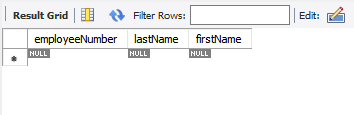 Result Grid Filter Rows: Edit:
employeeNumber lastName firstName
NULL NULL NULL